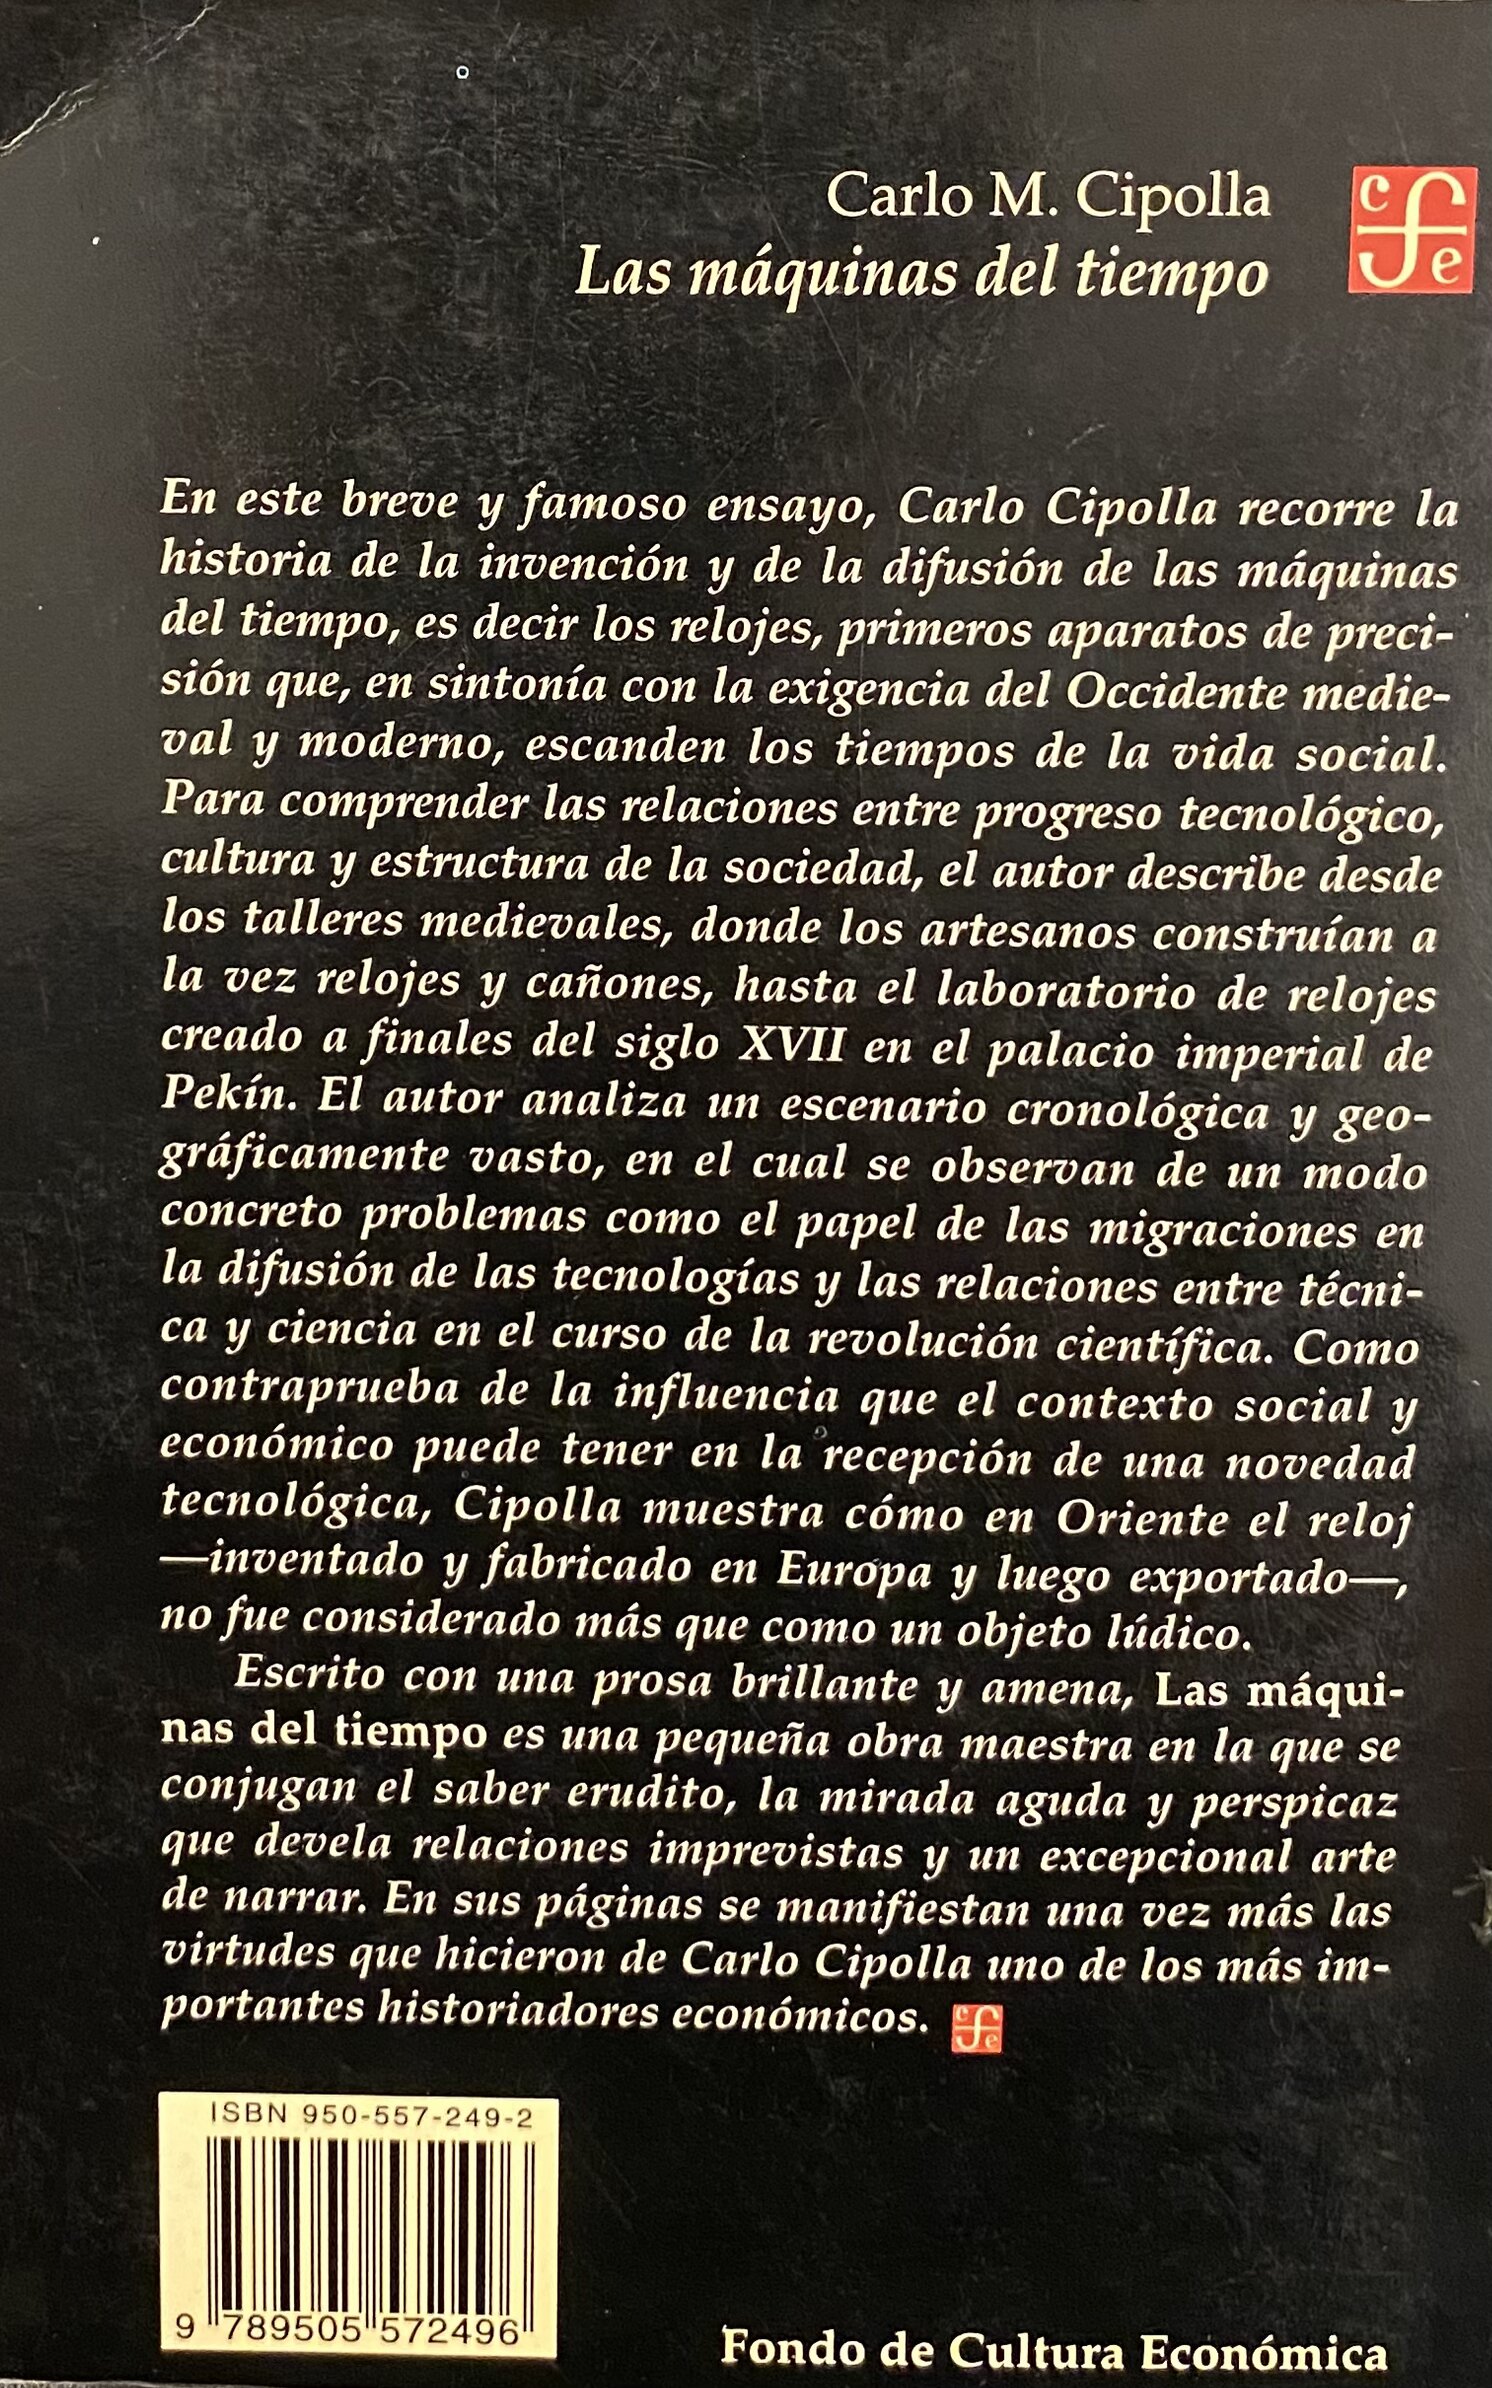 Carlo M. Cipolla
Las máquinas del tiempo
c f e
En este breve y famoso ensayo, Carlo Cipolla recorre la
historia de la invención y de la difusión de las máquinas
del tiempo, es decir los relojes, primeros aparatos de preci-
sión que, en sintonía con la exigencia del Occidente medie-
val y moderno, escanden los tiempos de la vida social.
Para comprender las relaciones entre progreso tecnológico,
cultura y estructura de la sociedad, el autor describe desde
los talleres medievales, donde los artesanos construían a
la vez relojes y cañones, hasta el laboratorio de relojes
creado a finales del siglo XVII en el palacio imperial de
Pekín. El autor analiza un escenario cronológica y geo-
gráficamente vasto, en el cual se observan de un modo
concreto problemas como el papel de las migraciones en
la difusión de las tecnologías y las relaciones entre técni-
ca y ciencia en el curso de la revolución científica. Como
contraprueba de la influencia que el contexto social y
económico puede tener en la recepción de una novedad
tecnológica, Cipolla muestra cómo en Oriente el reloj
—inventado y fabricado en Europa y luego exportado—,
no fue considerado más que como un objeto lúdico.
Escrito con una prosa brillante y amena, Las máqui-
nas del tiempo es una pequeña obra maestra en la que se
conjugan el saber erudito, la mirada aguda y perspicaz
que devela relaciones imprevistas y un excepcional arte
de narrar. En sus páginas se manifiestan una vez más las
virtudes que hicieron de Carlo Cipolla uno de los más im-
portantes historiadores económicos. c f e
ISBN 950-557-249-2
9 789505 572496
Fondo de Cultura Económica